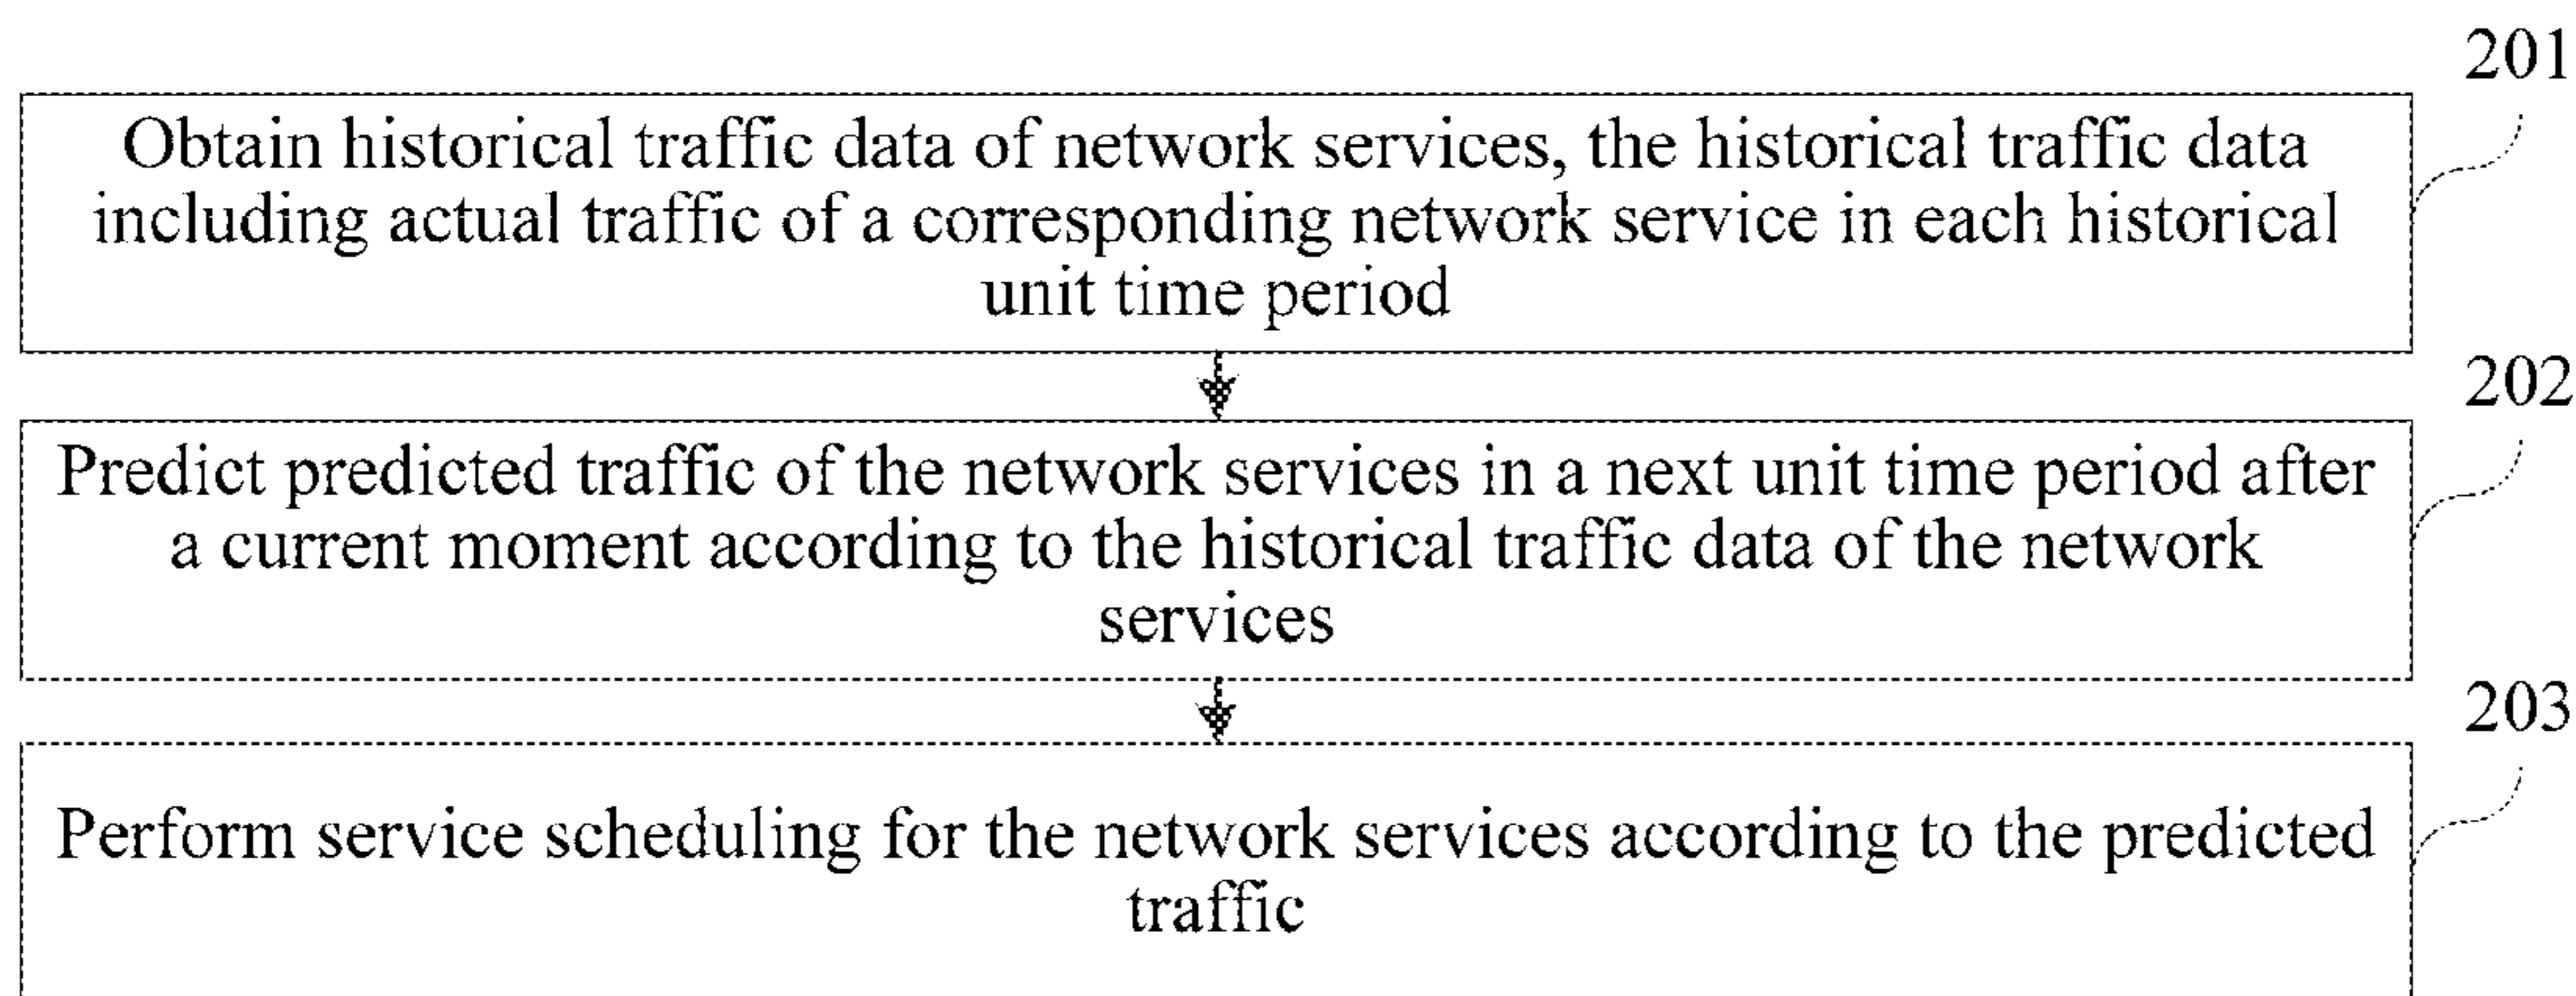 201
Obtain historical traffic data of network services, the historical traffic data
including actual traffic of a corresponding network service in each historical
unit time period
202
Predict predicted traffic of the network services in a next unit time period after
a current moment according to the historical traffic data of the network
services
203
Perform service scheduling for the network services according to the predicted
traffic